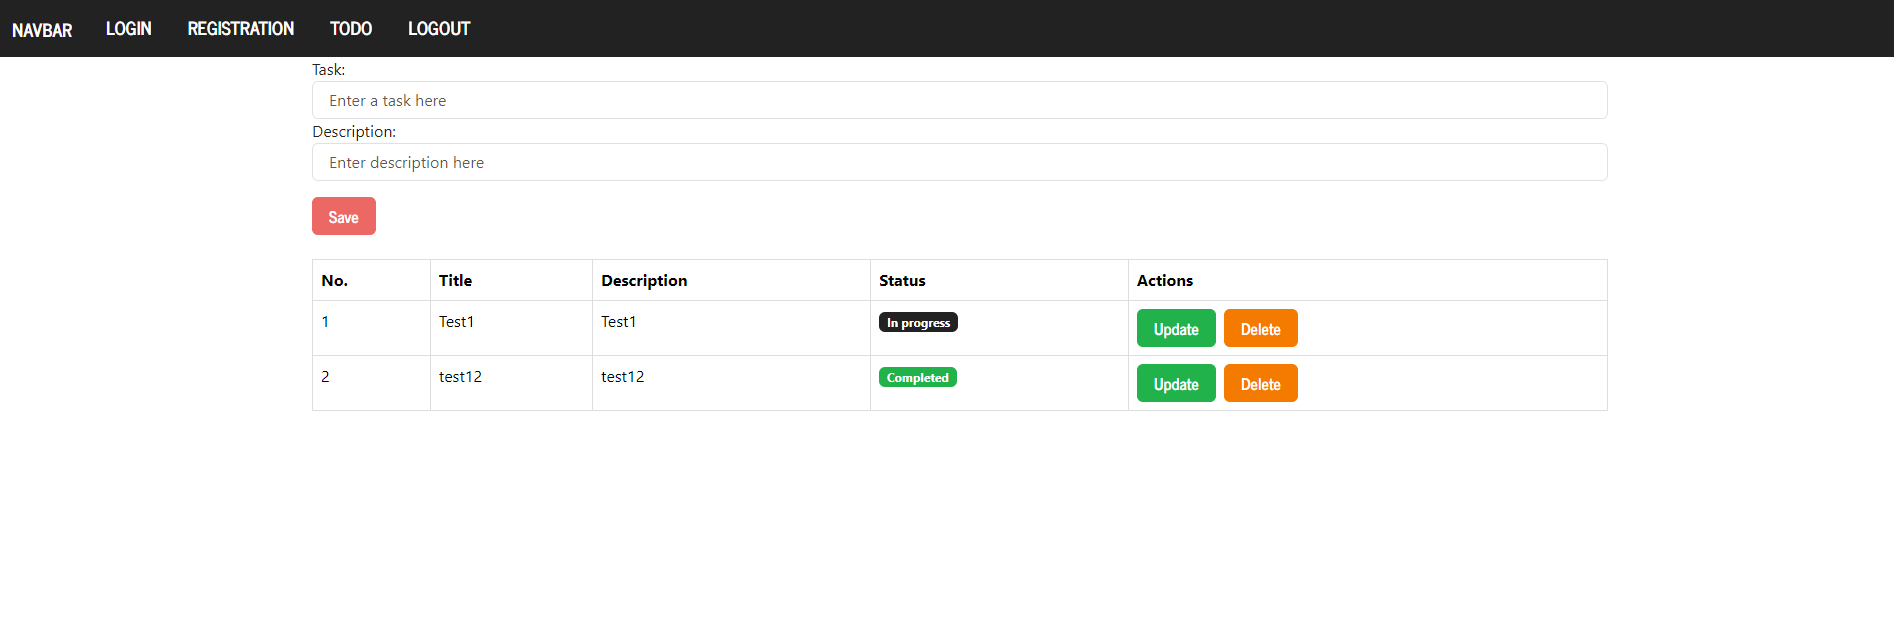 NAVBAR LOGIN REGISTRATION TODO LOGOUT
Task:
Enter a task here
Description:
Enter description here
Save
No. Title Description Status Actions
1 Test1 Test1 In progress Update Delete
2 test12 test12 Completed Update Delete